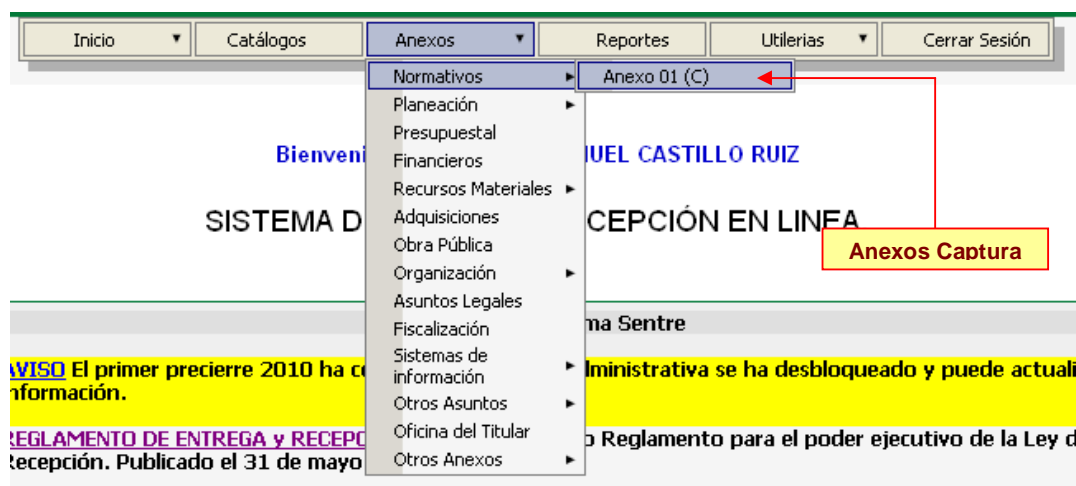 Inicio Catálogos Anexos Reportes Utilerias Cerrar Sesión
Normativos Anexo 01 (C)
Planeación
Presupuestal
Financieros
Recursos Materiales
Adquisiciones
Obra Pública
Organización
Asuntos Legales
Fiscalización
Sistemas de
información
Otros Asuntos
Oficina del Titular
Otros Anexos
Bienveni UEL CASTILLO RUIZ
SISTEMA D CEPCIÓN EN LINEA
Anexos Captura
ma Sentre
AVISO El primer precierre 2010 ha c ministrativa se ha desbloqueado y puede actuali
nformación.
REGLAMENTO DE ENTREGA y RECEPC o Reglamento para el poder ejecutivo de la Ley d
Recepción. Publicado el 31 de mayo